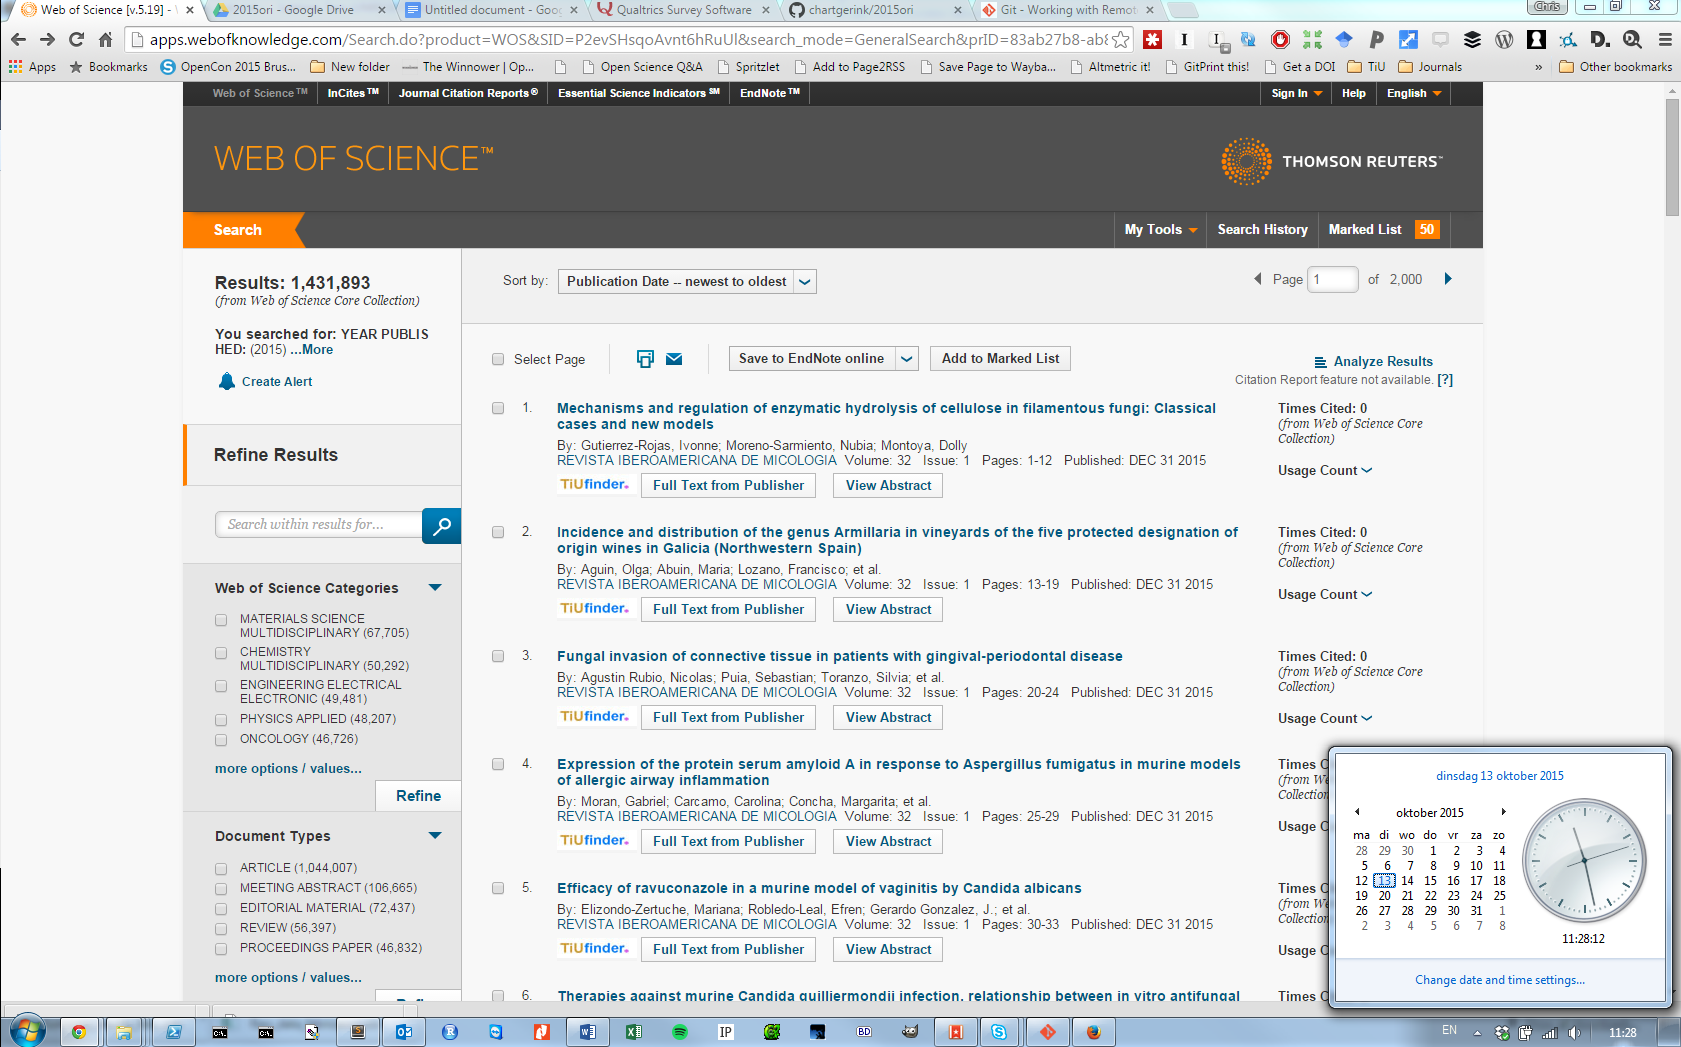 Web of Science [v.5.19] -
2015ori - Google Drive
Untitled document - Goog
Qualtrics Survey Software
chartgerink/2015ori
Git - Working with Remot
Chris
apps.webofknowledge.com/Search.do?product=WOS&SID=P2evSHsqoAvnt6hRuUl&search_mode=GeneralSearch&prID=83ab27b8-ab8
Apps
Bookmarks
OpenCon 2015 Brus...
New folder
The Winnower | Op...
Open Science Q&A
Spritzlet
Add to Page2RSS
Save Page to Wayba...
Altmetric it!
GitPrint this!
Get a DOI
TiU
Journals
»
Other bookmarks
Web of Science™
InCites™
Journal Citation Reports®
Essential Science Indicators℠
EndNote™
Sign In
Help
English
WEB OF SCIENCE™
THOMSON REUTERS™
Search
My Tools
Search History
Marked List 50
Results: 1,431,893
(from Web of Science Core Collection)
You searched for: YEAR PUBLIS
HED: (2015) ...More
Create Alert
Refine Results
Search within results for...
Web of Science Categories
MATERIALS SCIENCE
MULTIDISCIPLINARY (67,705)
CHEMISTRY
MULTIDISCIPLINARY (50,292)
ENGINEERING ELECTRICAL
ELECTRONIC (49,481)
PHYSICS APPLIED (48,207)
ONCOLOGY (46,726)
more options / values...
Refine
Document Types
ARTICLE (1,044,007)
MEETING ABSTRACT (106,665)
EDITORIAL MATERIAL (72,437)
REVIEW (56,397)
PROCEEDINGS PAPER (46,832)
more options / values...
Sort by: Publication Date -- newest to oldest
Page 1 of 2,000
Select Page
Save to EndNote online
Add to Marked List
Analyze Results
Citation Report feature not available. [?]
1. Mechanisms and regulation of enzymatic hydrolysis of cellulose in filamentous fungi: Classical
cases and new models
By: Gutierrez-Rojas, Ivonne; Moreno-Sarmiento, Nubia; Montoya, Dolly
REVISTA IBEROAMERICANA DE MICOLOGIA Volume: 32 Issue: 1 Pages: 1-12 Published: DEC 31 2015
TiUfinder. Full Text from Publisher View Abstract
Times Cited: 0
(from Web of Science Core
Collection)
Usage Count
2. Incidence and distribution of the genus Armillaria in vineyards of the five protected designation of
origin wines in Galicia (Northwestern Spain)
By: Aguin, Olga; Abuin, Maria; Lozano, Francisco; et al.
REVISTA IBEROAMERICANA DE MICOLOGIA Volume: 32 Issue: 1 Pages: 13-19 Published: DEC 31 2015
TiUfinder. Full Text from Publisher View Abstract
Times Cited: 0
(from Web of Science Core
Collection)
Usage Count
3. Fungal invasion of connective tissue in patients with gingival-periodontal disease
By: Agustin Rubio, Nicolas; Puia, Sebastian; Toranzo, Silvia; et al.
REVISTA IBEROAMERICANA DE MICOLOGIA Volume: 32 Issue: 1 Pages: 20-24 Published: DEC 31 2015
TiUfinder. Full Text from Publisher View Abstract
Times Cited: 0
(from Web of Science Core
Collection)
Usage Count
4. Expression of the protein serum amyloid A in response to Aspergillus fumigatus in murine models
of allergic airway inflammation
By: Moran, Gabriel; Carcamo, Carolina; Concha, Margarita; et al.
REVISTA IBEROAMERICANA DE MICOLOGIA Volume: 32 Issue: 1 Pages: 25-29 Published: DEC 31 2015
TiUfinder. Full Text from Publisher View Abstract
Times C
(from We
Collection
Usage C
5. Efficacy of ravuconazole in a murine model of vaginitis by Candida albicans
By: Elizondo-Zertuche, Mariana; Robledo-Leal, Efren; Gerardo Gonzalez, J.; et al.
REVISTA IBEROAMERICANA DE MICOLOGIA Volume: 32 Issue: 1 Pages: 30-33 Published: DEC 31 2015
TiUfinder. Full Text from Publisher View Abstract
Times C
(from We
Collection
Usage C
6. Therapies against murine Candida guilliermondii infection, relationship between in vitro antifungal
Times C
dinsdag 13 oktober 2015
oktober 2015
ma di wo do vr za zo
28 29 30 1 2 3 4
5 6 7 8 9 10 11
12 13 14 15 16 17 18
19 20 21 22 23 24 25
26 27 28 29 30 31 1
2 3 4 5 6 7 8
11:28:12
Change date and time settings...
IP
BD
EN
11:28